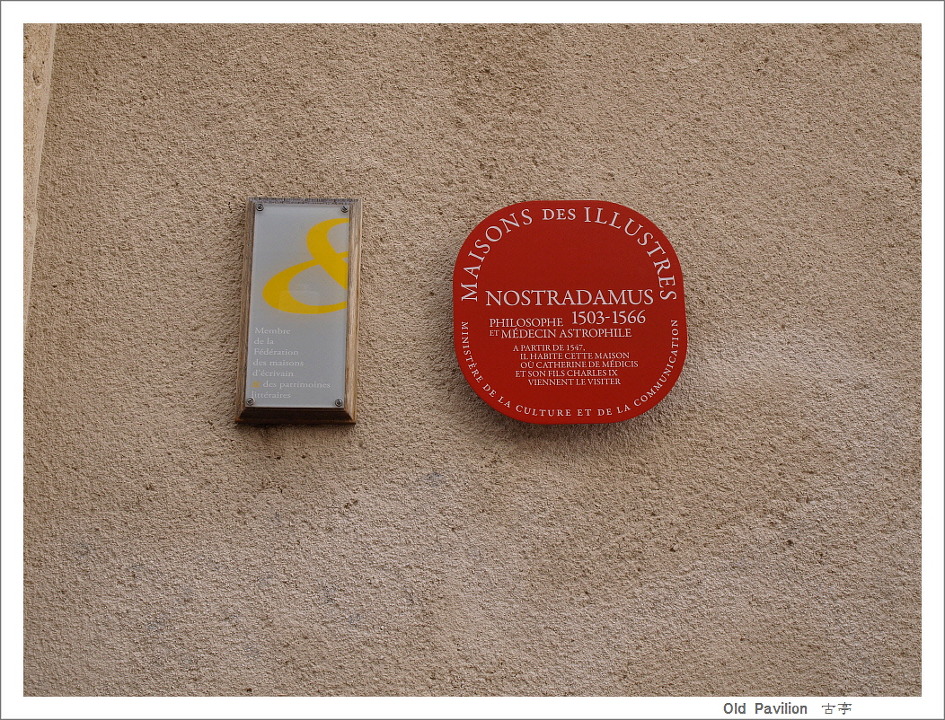 &
Membre
de la
Fédération
des maisons
d'écrivain
& des patrimoines
littéraires
MAISONS DES ILLUSTRES
NOSTRADAMUS
PHILOSOPHE 1503-1566
ET MÉDECIN ASTROPHILE
A PARTIR DE 1547,
IL HABITE CETTE MAISON
OÙ CATHERINE DE MÉDICIS
ET SON FILS CHARLES IX
VIENNENT LE VISITER
MINISTÈRE DE LA CULTURE ET DE LA COMMUNICATION
Old Pavilion 古亭